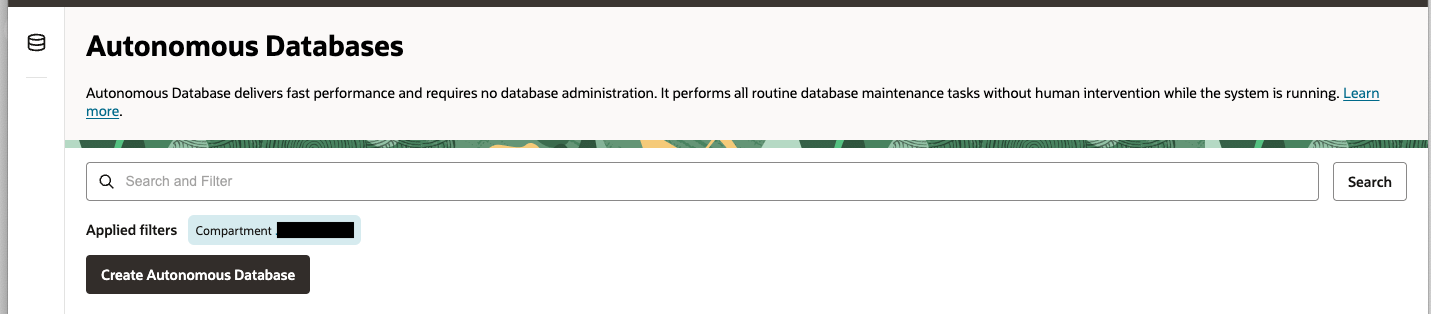 Autonomous Databases
Autonomous Database delivers fast performance and requires no database administration. It performs all routine database maintenance tasks without human intervention while the system is running. Learn
more.
Search and Filter
Search
Applied filters
Compartment
Create Autonomous Database